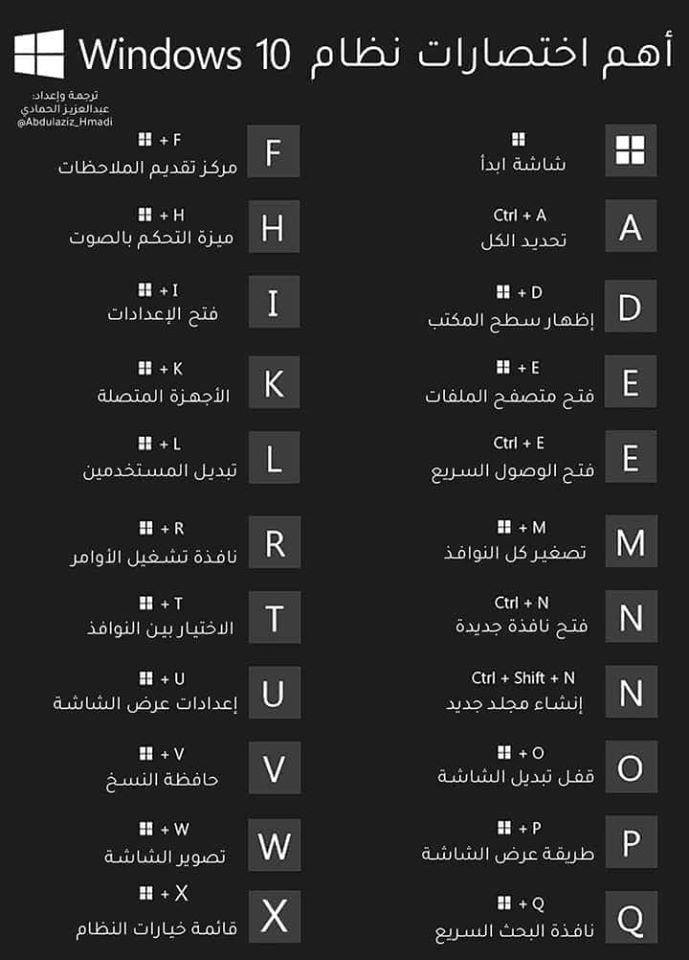 أهم اختصارات نظام Windows 10
ترجمة وإعداد:
عبدالعزيز الحمادي
@Abdulaziz_Hmadi
شاشة ابدأ
A
Ctrl + A
تحديد الكل
D
+ D
إظهار سطح المكتب
E
+ E
فتح متصفح الملفات
E
Ctrl + E
فتح الوصول السريع
M
+ M
تصغير كل النوافذ
N
Ctrl + N
فتح نافذة جديدة
N
Ctrl + Shift + N
إنشاء مجلد جديد
O
+ O
قفل تبديل الشاشة
P
+ P
طريقة عرض الشاشة
Q
+ Q
نافذة البحث السريع
F
+ F
مركز تقديم الملاحظات
H
+ H
ميزة التحكم بالصوت
I
+ I
فتح الإعدادات
K
+ K
الأجهزة المتصلة
L
+ L
تبديل المستخدمين
R
+ R
نافذة تشغيل الأوامر
T
+ T
الاختيار بين النوافذ
U
+ U
إعدادات عرض الشاشة
V
+ V
حافظة النسخ
W
+ W
تصوير الشاشة
X
+ X
قائمة خيارات النظام